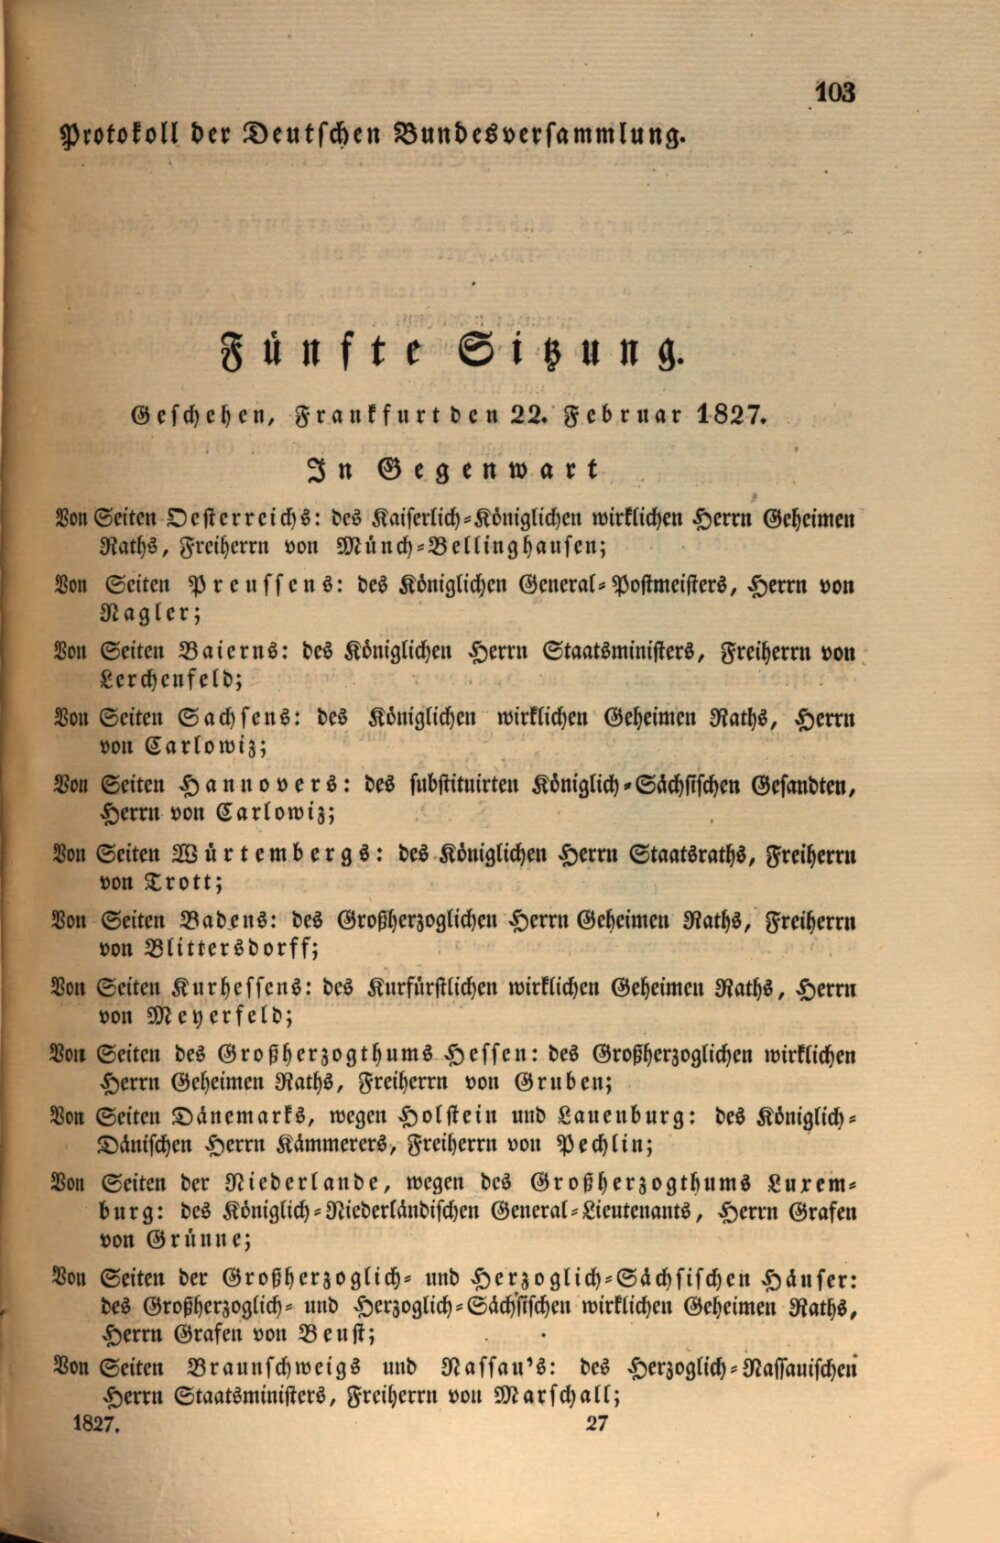 103
Protokoll der Deutschen Bundesversammlung.
Fünfte Sitzung.
Geschehen, Frankfurt den 22. Februar 1827.
In Gegenwart
Von Seiten Oesterreichs: des Kaiserlich-Königlichen wirklichen Herrn Geheimen
Raths, Freiherrn von Münch-Bellinghausen;
Von Seiten Preussens: des Königlichen General-Postmeisters, Herrn von
Nagler;
Von Seiten Baierns: des Königlichen Herrn Staatsministers, Freiherrn von
Lerchenfeld;
Von Seiten Sachsens: des Königlichen wirklichen Geheimen Raths, Herrn
von Carlowiz;
Von Seiten Hannovers: des substituirten Königlich-Sächsischen Gesandten,
Herrn von Carlowiz;
Von Seiten Würtembergs: des Königlichen Herrn Staatsraths, Freiherrn
von Trott;
Von Seiten Badens: des Großherzoglichen Herrn Geheimen Raths, Freiherrn
von Blittersdorff;
Von Seiten Kurhessens: des Kurfürstlichen wirklichen Geheimen Raths, Herrn
von Meyerfeld;
Von Seiten des Großherzogthums Hessen: des Großherzoglichen wirklichen
Herrn Geheimen Raths, Freiherrn von Gruben;
Von Seiten Dänemarks, wegen Holstein und Lauenburg: des Königlich-
Dänischen Herrn Kämmerers, Freiherrn von Pechlin;
Von Seiten der Niederlande, wegen des Großherzogthums Luxem-
burg: des Königlich-Niederländischen General-Lieutenants, Herrn Grafen
von Grünne;
Von Seiten der Großherzoglich- und Herzoglich-Sächsischen Häuser:
des Großherzoglich- und Herzoglich-Sächsischen wirklichen Geheimen Raths,
Herrn Grafen von Beust;
Von Seiten Braunschweigs und Nassau's: des Herzoglich-Nassauischen
Herrn Staatsministers, Freiherrn von Marschall;
1827. 27